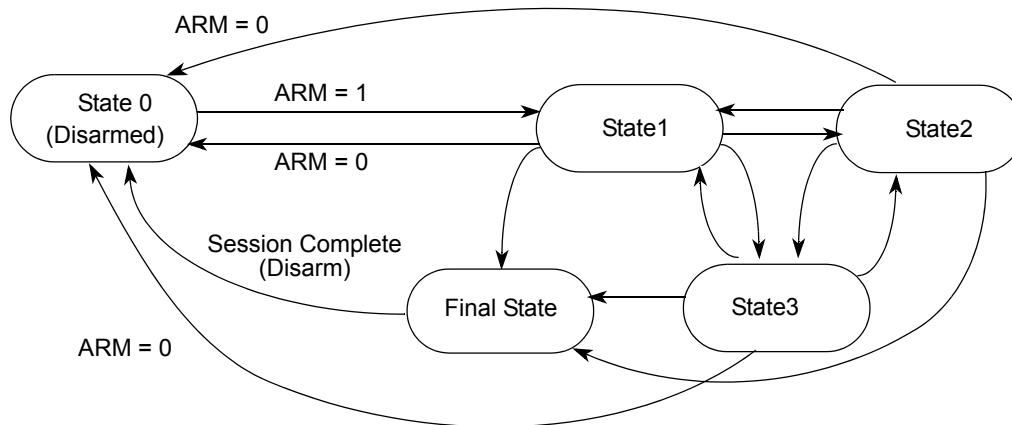 ARM = 0
State 0
(Disarmed)
ARM = 1
ARM = 0
State1
State2
Session Complete
(Disarm)
Final State
State3
ARM = 0